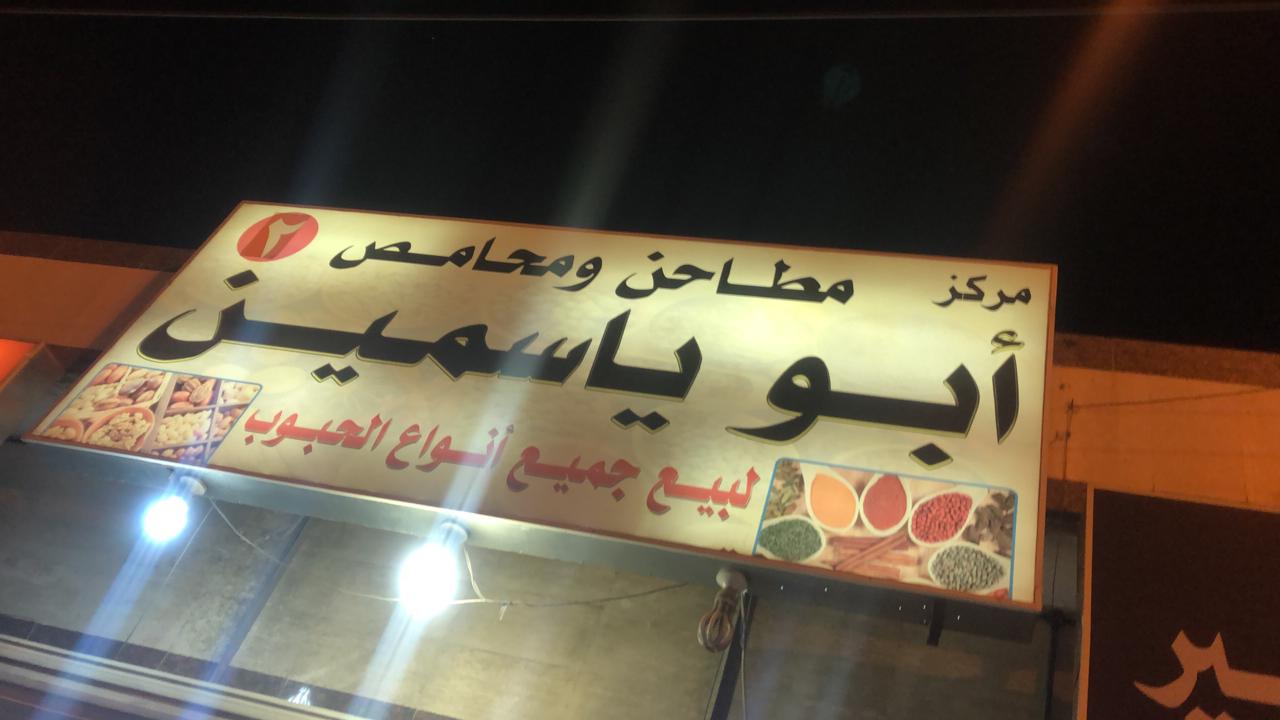 مركز مطاحن ومحامص ٢
أبو ياسمين
لبيع جميع أنواع الحبوب